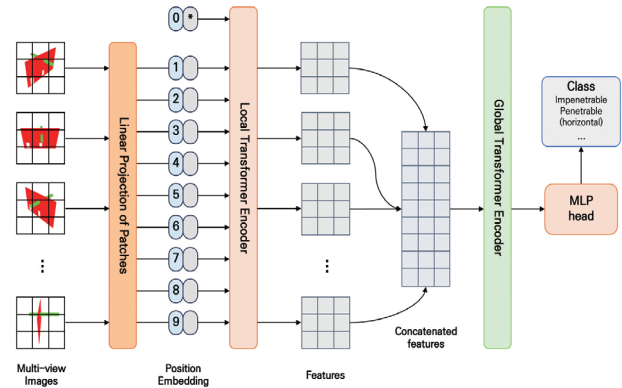 0 *
1
2
3
4
5
6
7
8
9
Linear Projection of Patches
Local Transformer Encoder
Global Transformer Encoder
Class
Impenetrable
Penetrable
(horizontal)
...
MLP
head
...
...
Concatenated
features
Multi-view
Images
Position
Embedding
Features